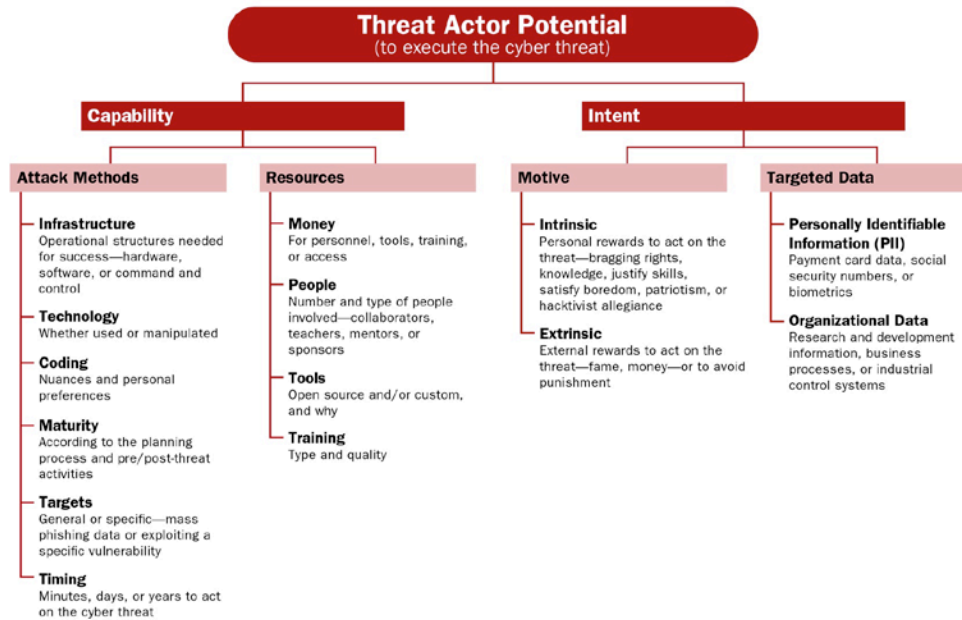 Threat Actor Potential
(to execute the cyber threat)
Capability
Intent
Attack Methods
Resources
Motive
Targeted Data
Infrastructure
Operational structures needed
for success—hardware,
software, or command and
control
Technology
Whether used or manipulated
Coding
Nuances and personal
preferences
Maturity
According to the planning
process and pre/post-threat
activities
Targets
General or specific—mass
phishing data or exploiting a
specific vulnerability
Timing
Minutes, days, or years to act
on the cyber threat
Money
For personnel, tools, training,
or access
People
Number and type of people
involved—collaborators,
teachers, mentors, or
sponsors
Tools
Open source and/or custom,
and why
Training
Type and quality
Intrinsic
Personal rewards to act on the
threat—bragging rights,
knowledge, justify skills,
satisfy boredom, patriotism, or
hacktivist allegiance
Extrinsic
External rewards to act on the
threat—fame, money—or to avoid
punishment
Personally Identifiable
Information (PII)
Payment card data, social
security numbers, or
biometrics
Organizational Data
Research and development
information, business
processes, or industrial
control systems